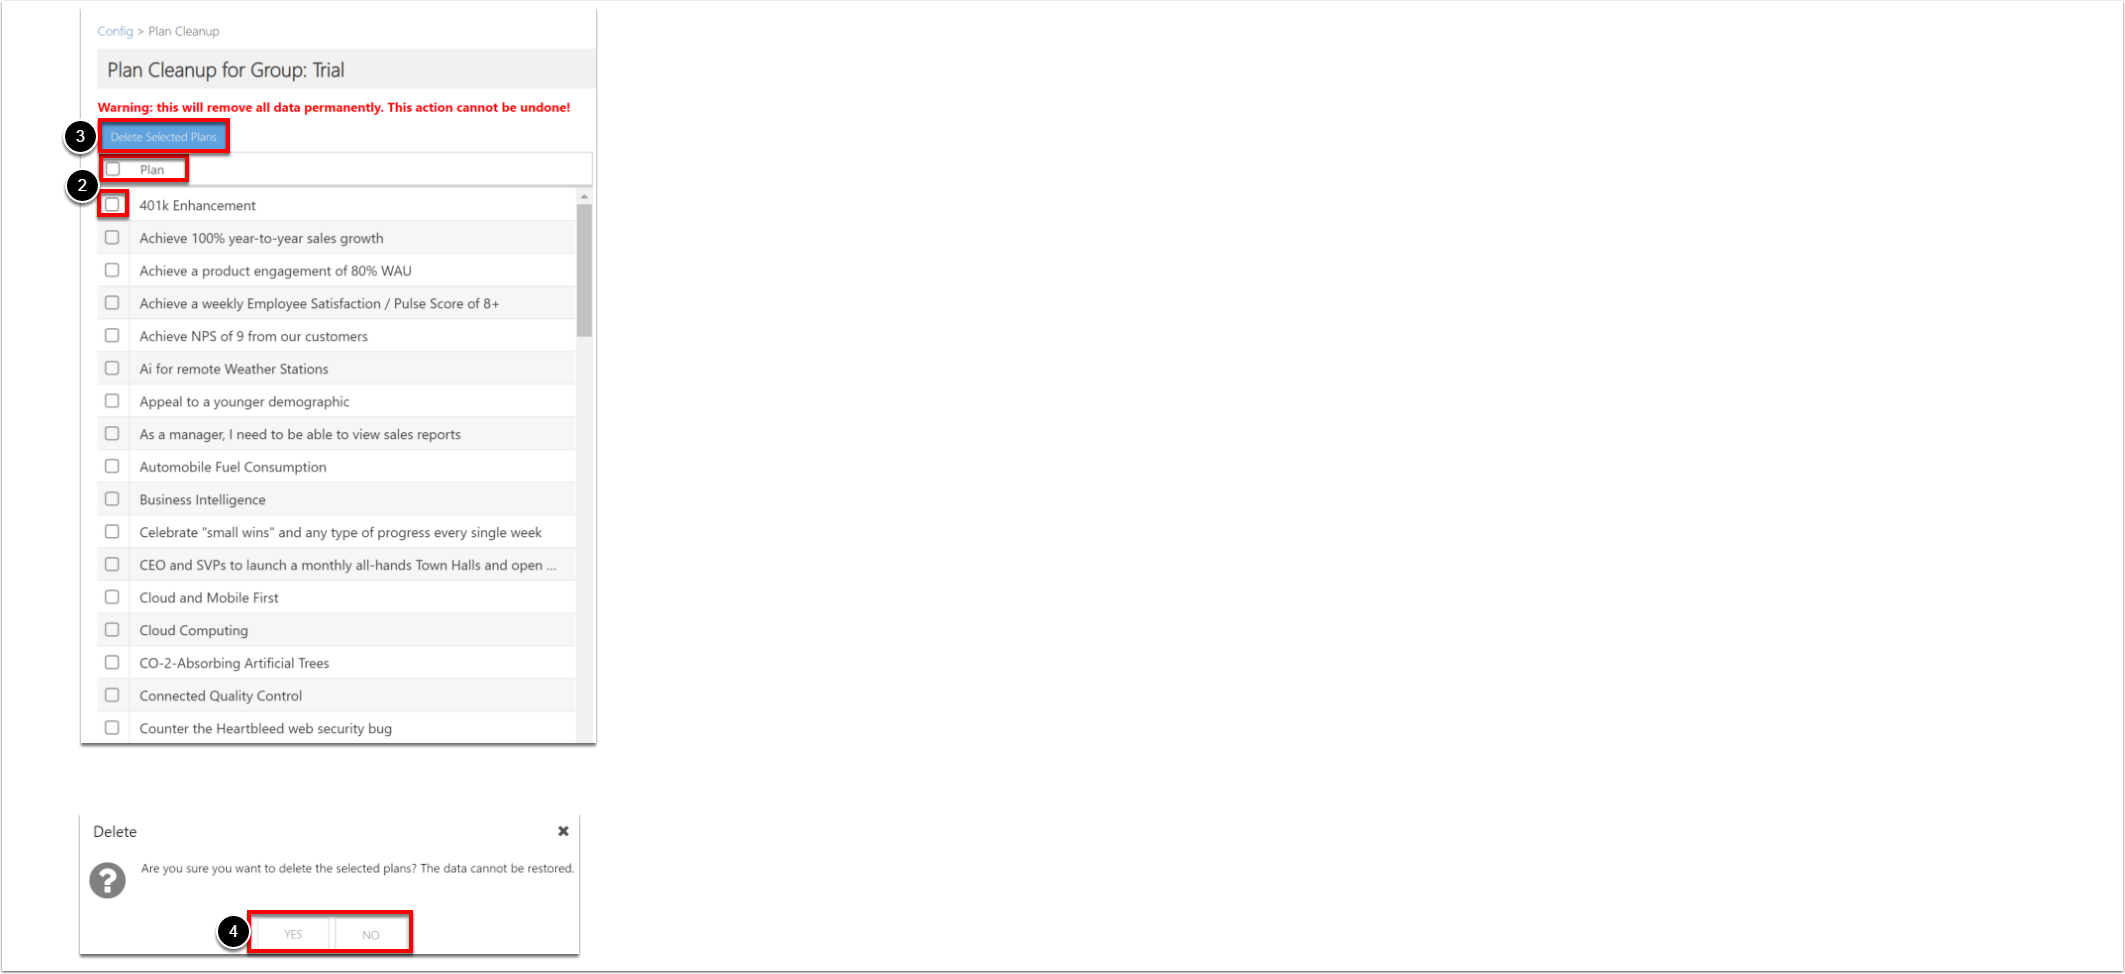 Config > Plan Cleanup
Plan Cleanup for Group: Trial
Warning: this will remove all data permanently. This action cannot be undone!
3
Delete Selected Plans
Plan
2
401k Enhancement
Achieve 100% year-to-year sales growth
Achieve a product engagement of 80% WAU
Achieve a weekly Employee Satisfaction / Pulse Score of 8+
Achieve NPS of 9 from our customers
Ai for remote Weather Stations
Appeal to a younger demographic
As a manager, I need to be able to view sales reports
Automobile Fuel Consumption
Business Intelligence
Celebrate "small wins" and any type of progress every single week
CEO and SVPs to launch a monthly all-hands Town Halls and open ...
Cloud and Mobile First
Cloud Computing
CO-2-Absorbing Artificial Trees
Connected Quality Control
Counter the Heartbleed web security bug
Delete
Are you sure you want to delete the selected plans? The data cannot be restored.
4
YES NO